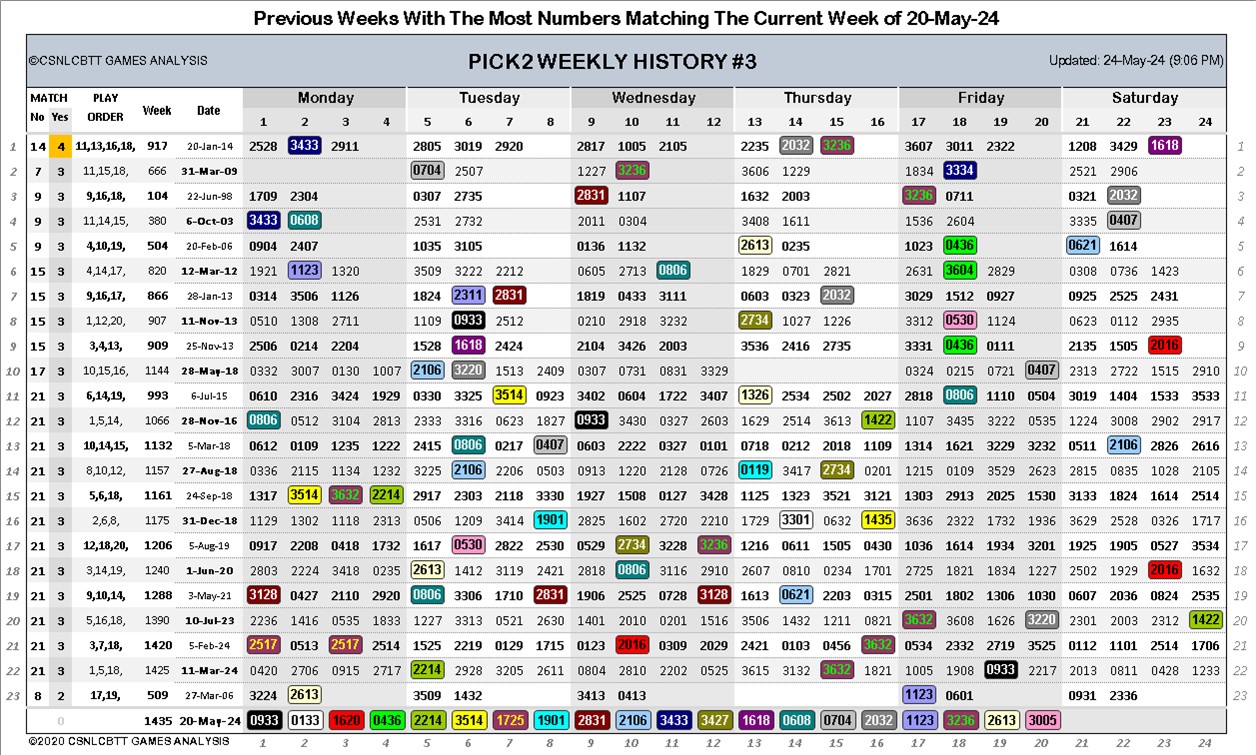 Previous Weeks With The Most Numbers Matching The Current Week of 20-May-24
©CSNLCBTT GAMES ANALYSIS PICK2 WEEKLY HISTORY #3 Updated: 24-May-24 (9:06 PM)
MATCH PLAY Week Date Monday Tuesday Wednesday Thursday Friday Saturday
No Yes ORDER 1 2 3 4 5 6 7 8 9 10 11 12 13 14 15 16 17 18 19 20 21 22 23 24
1 14 4 11,13,16,18, 917 20-Jan-14 2528 3433 2911 2805 3019 2920 2817 1005 2105 2235 2032 3236 3607 3011 2322 1208 3429 1618 1
2 7 3 11,15,18, 666 31-Mar-09 0704 2507 1227 3236 3606 1229 1834 3334 2521 2906 2
3 9 3 9,16,18, 104 22-Jun-98 1709 2304 0307 2735 2831 1107 1632 2003 3236 0711 0321 2032 3
4 9 3 11,14,15, 380 6-Oct-03 3433 0608 2531 2732 2011 0304 3408 1611 1536 2604 3335 0407 4
5 9 3 4,10,19, 504 20-Feb-06 0904 2407 1035 3105 0136 1132 2613 0235 1023 0436 0621 1614 5
6 15 3 4,14,17, 820 12-Mar-12 1921 1123 1320 3509 3222 2212 0605 2713 0806 1829 0701 2821 2631 3604 2829 0308 0736 1423 6
7 15 3 9,16,17, 866 28-Jan-13 0314 3506 1126 1824 2311 2831 1819 0433 3111 0603 0323 2032 3029 1512 0927 0925 2525 2431 7
8 15 3 1,12,20, 907 11-Nov-13 0510 1308 2711 1109 0933 2512 0210 2918 3232 2734 1027 1226 3312 0530 1124 0623 0112 2935 8
9 15 3 3,4,13, 909 25-Nov-13 2506 0214 2204 1528 1618 2424 2104 3426 2003 3536 2416 2735 3331 0436 0111 2135 1505 2016 9
10 17 3 10,15,16, 1144 28-May-18 0332 3007 0130 1007 2106 3220 1513 2409 0307 0731 0831 3329 0324 0215 0721 0407 2313 2722 1515 2910 10
11 21 3 6,14,19, 993 6-Jul-15 0610 2316 3424 1929 0330 3325 3514 0923 3402 0604 1722 3407 1326 2534 2502 2027 2818 0806 1110 0504 3019 1404 1533 3533 11
12 21 3 1,5,14, 1066 28-Nov-16 0806 0512 3104 2813 2333 3316 0623 1827 0933 3430 0327 2603 1629 2514 3613 1422 1107 3435 3222 0535 1224 3008 2902 2917 12
13 21 3 10,14,15, 1132 5-Mar-18 0612 0109 1235 1222 2415 0806 0217 0407 0603 2222 0327 0101 0718 0212 2018 1109 1314 1621 3229 3232 0511 2106 2826 2616 13
14 21 3 8,10,12, 1157 27-Aug-18 0336 2115 1134 1232 3225 2106 2206 0503 0913 1220 2128 0726 0119 3417 2734 0201 1215 0109 3529 2623 2815 0835 1028 2105 14
15 21 3 5,6,18, 1161 24-Sep-18 1317 3514 3632 2214 2917 2303 2118 3330 1927 1508 0127 3428 1125 1323 3521 3121 1303 2913 2025 1530 3133 1824 1614 2514 15
16 21 3 2,6,8, 1175 31-Dec-18 1129 1302 1118 2313 0506 1209 3414 1901 2825 1602 2720 2210 1729 3301 0632 1435 3636 2322 1732 1936 3629 2528 0326 1717 16
17 21 3 12,18,20, 1206 5-Aug-19 0917 2208 0418 1732 1617 0530 2822 2530 0529 2734 3228 3236 1216 0611 1505 0430 1036 1614 1934 3201 1925 1905 0527 3534 17
18 21 3 3,14,19, 1240 1-Jun-20 2803 2224 3418 0235 2613 1412 3119 2421 2818 0806 3116 2910 2607 0810 0234 1701 2725 1821 1834 1227 2502 1929 2016 1632 18
19 21 3 9,10,14, 1288 3-May-21 3128 0427 2110 2920 0806 3306 1710 2831 1906 2525 0728 3128 1613 0621 2203 0315 2501 1802 1306 1030 0607 2036 0824 2535 19
20 21 3 5,16,18, 1390 10-Jul-23 2236 1416 0535 1833 1227 3313 0521 2630 1401 2010 0201 1516 3506 1432 1211 0821 3632 3608 1626 3220 2301 2003 2312 1422 20
21 21 3 3,7,18, 1420 5-Feb-24 2517 0513 2517 2514 1525 2219 0129 1715 0123 2016 0309 2029 2421 0103 0456 3632 0534 2332 2719 3525 0112 1101 2514 1706 21
22 21 3 1,5,18, 1425 11-Mar-24 0420 2706 0915 2717 2214 2928 3205 2611 0804 2810 2202 0525 3615 3132 3632 1821 1005 1908 0933 2217 2013 0811 0428 1233 22
23 8 2 17,19, 509 27-Mar-06 3224 2613 3509 1432 3413 0413 1123 0601 0931 2336 23
0 1435 20-May-24 0933 0133 1620 0436 2214 3514 1725 1901 2831 2106 3433 3427 1618 0608 0704 2032 1123 3236 2613 3005
©2020 CSNLCBTT GAMES ANALYSIS 1 2 3 4 5 6 7 8 9 10 11 12 13 14 15 16 17 18 19 20 21 22 23 24